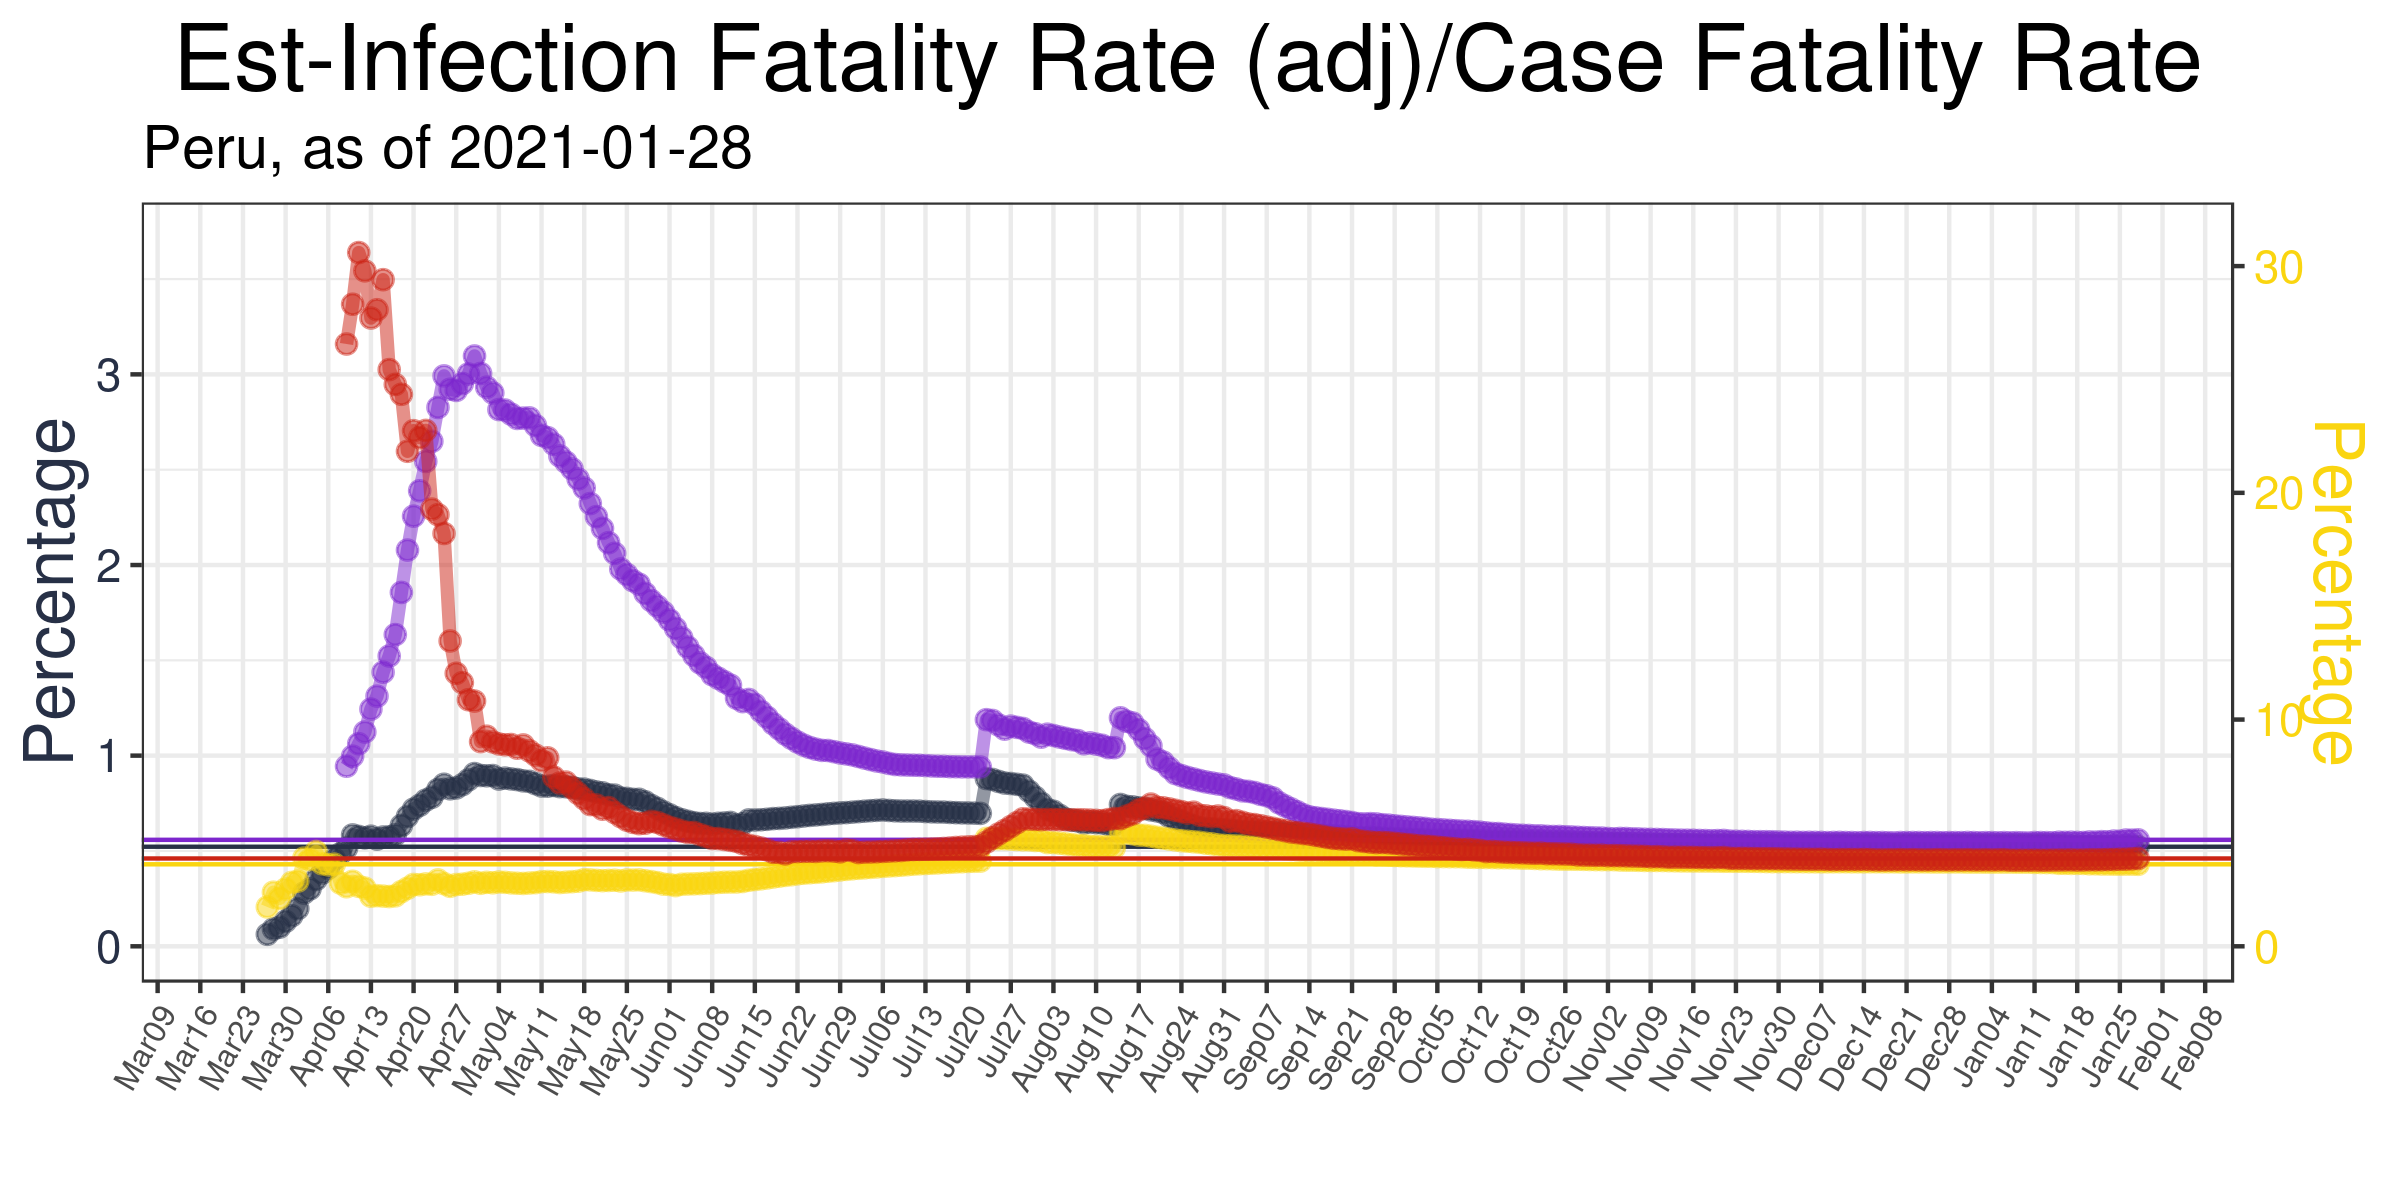 Est-Infection Fatality Rate (adj)/Case Fatality Rate
Peru, as of 2021-01-28
Percentage
3
2
1
0
30
20
10
0
Percentage
Mar09
Mar16
Mar23
Mar30
Apr06
Apr13
Apr20
Apr27
May04
May11
May18
May25
Jun01
Jun08
Jun15
Jun22
Jun29
Jul06
Jul13
Jul20
Jul27
Aug03
Aug10
Aug17
Aug24
Aug31
Sep07
Sep14
Sep21
Sep28
Oct05
Oct12
Oct19
Oct26
Nov02
Nov09
Nov16
Nov23
Nov30
Dec07
Dec14
Dec21
Dec28
Jan04
Jan11
Jan18
Jan25
Feb01
Feb08